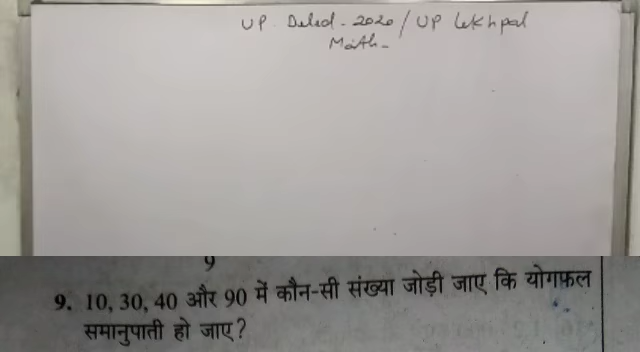 UP Deled - 2020 / UP Lekhpal
Math -
9
9. 10, 30, 40 और 90 में कौन-सी संख्या जोड़ी जाए कि योगफल
समानुपाती हो जाए?